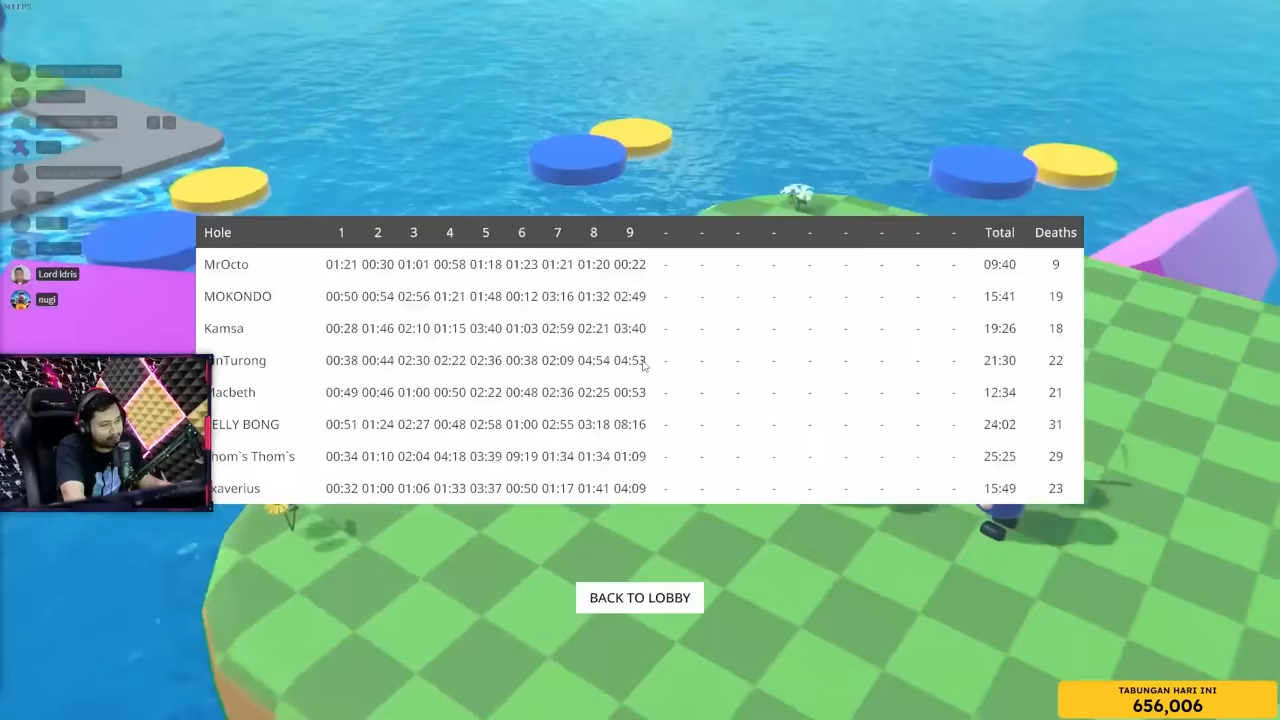 Hole 1 2 3 4 5 6 7 8 9 - - - - - - - - - Total Deaths
MrOcto 01:21 00:30 01:01 00:58 01:18 01:23 01:21 01:20 00:22 - - - - - - - - - 09:40 9
MOKONDO 00:50 00:54 02:56 01:21 01:48 00:12 03:16 01:32 02:49 - - - - - - - - - 15:41 19
Kamsa 00:28 01:46 02:10 01:15 03:40 01:03 02:59 02:21 03:40 - - - - - - - - - 19:26 18
nTurong 00:38 00:44 02:30 02:22 02:36 00:38 02:09 04:54 04:53 - - - - - - - - - 21:30 22
acbeth 00:49 00:46 01:00 00:50 02:22 00:48 02:36 02:25 00:53 - - - - - - - - - 12:34 21
ELLY BONG 00:51 01:24 02:27 00:48 02:58 01:00 02:55 03:18 08:16 - - - - - - - - - 24:02 31
hom`s Thom`s 00:34 01:10 02:04 04:18 03:39 09:19 01:34 01:34 01:09 - - - - - - - - - 25:25 29
xaverius 00:32 01:00 01:06 01:33 03:37 00:50 01:17 01:41 04:09 - - - - - - - - - 15:49 23
Lord Idris
nugi
BACK TO LOBBY
TABUNGAN HARI INI
656,006